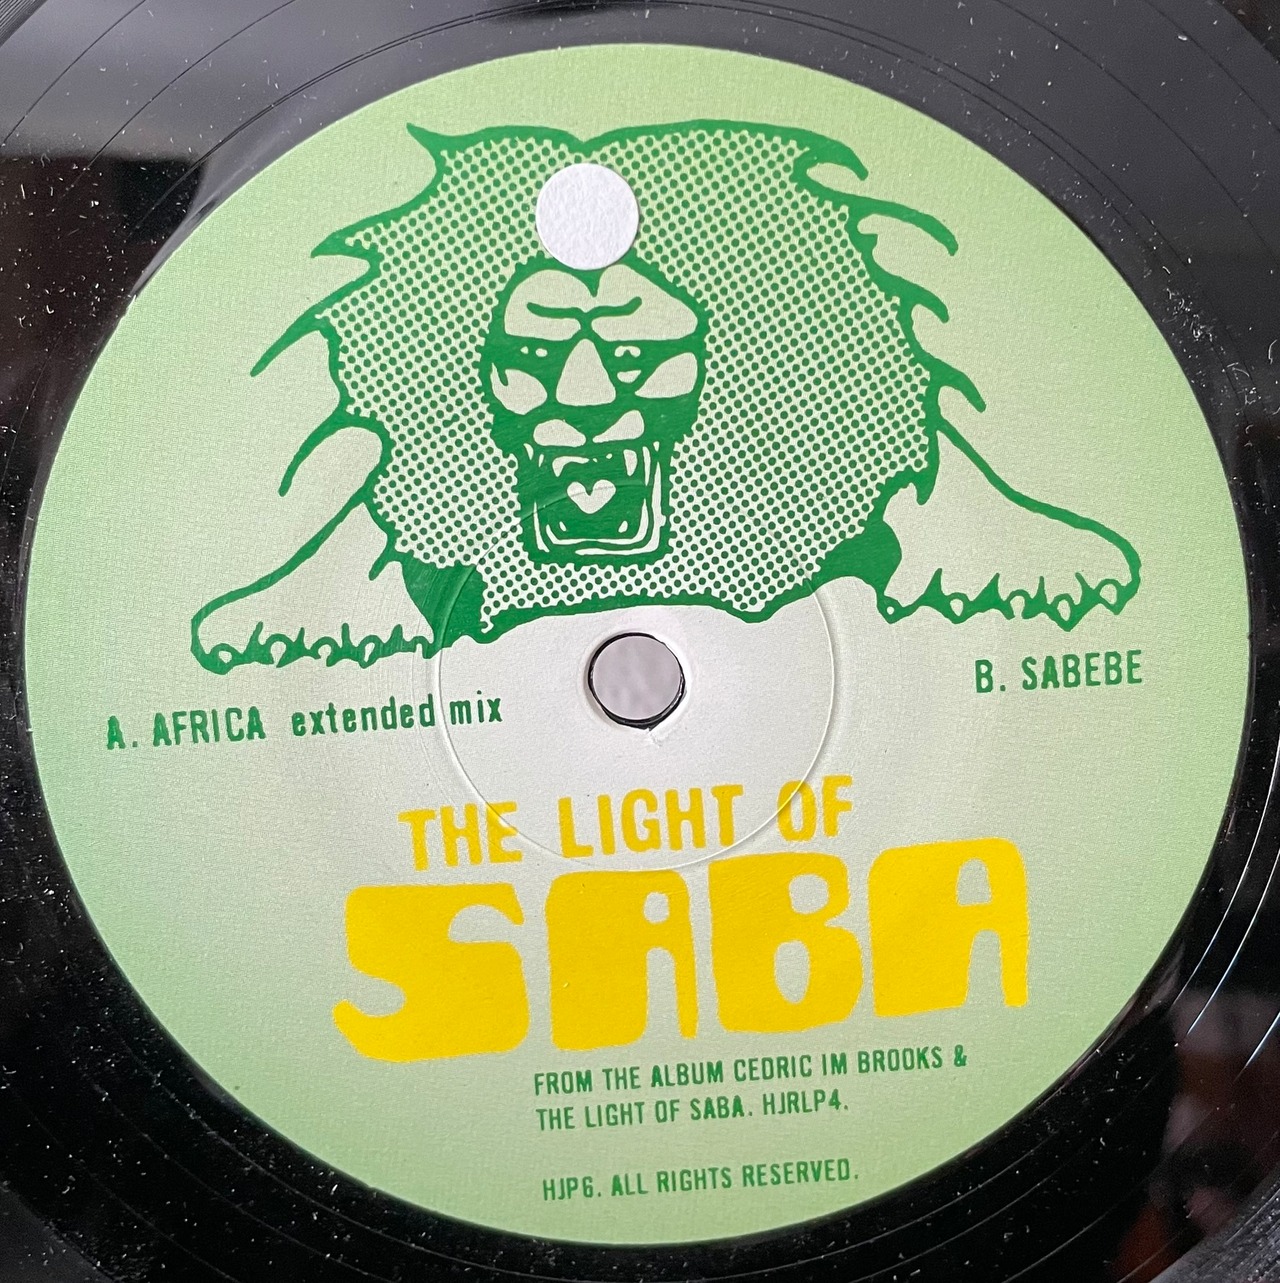 A. AFRICA extended mix
B. SABEBE
THE LIGHT OF
SABA
FROM THE ALBUM CEDRIC IM BROOKS &
THE LIGHT OF SABA. HJRLP4.
HJP6. ALL RIGHTS RESERVED.